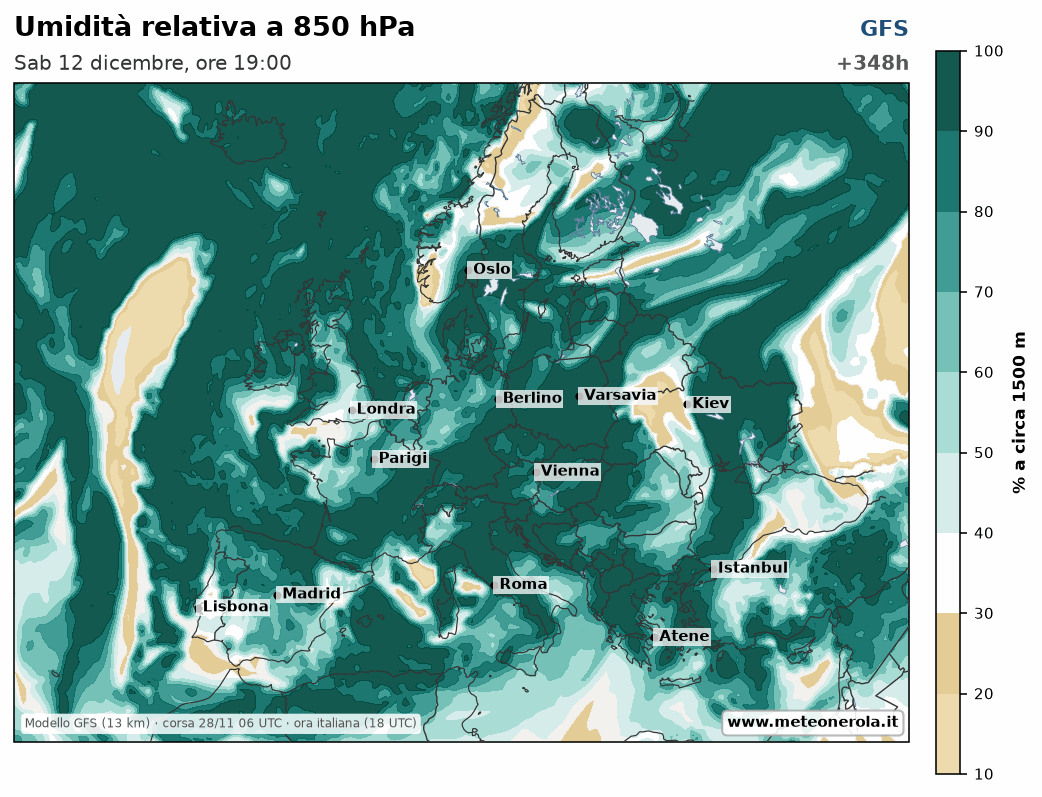 Umidità relativa a 850 hPa
GFS
Sab 12 dicembre, ore 19:00
+348h
100
90
80
70
60
50
40
30
20
10
% a circa 1500 m
Oslo
Berlino
Varsavia
Kiev
Londra
Parigi
Vienna
Istanbul
Roma
Madrid
Lisbona
Atene
Modello GFS (13 km) · corsa 28/11 06 UTC · ora italiana (18 UTC)
www.meteonerola.it